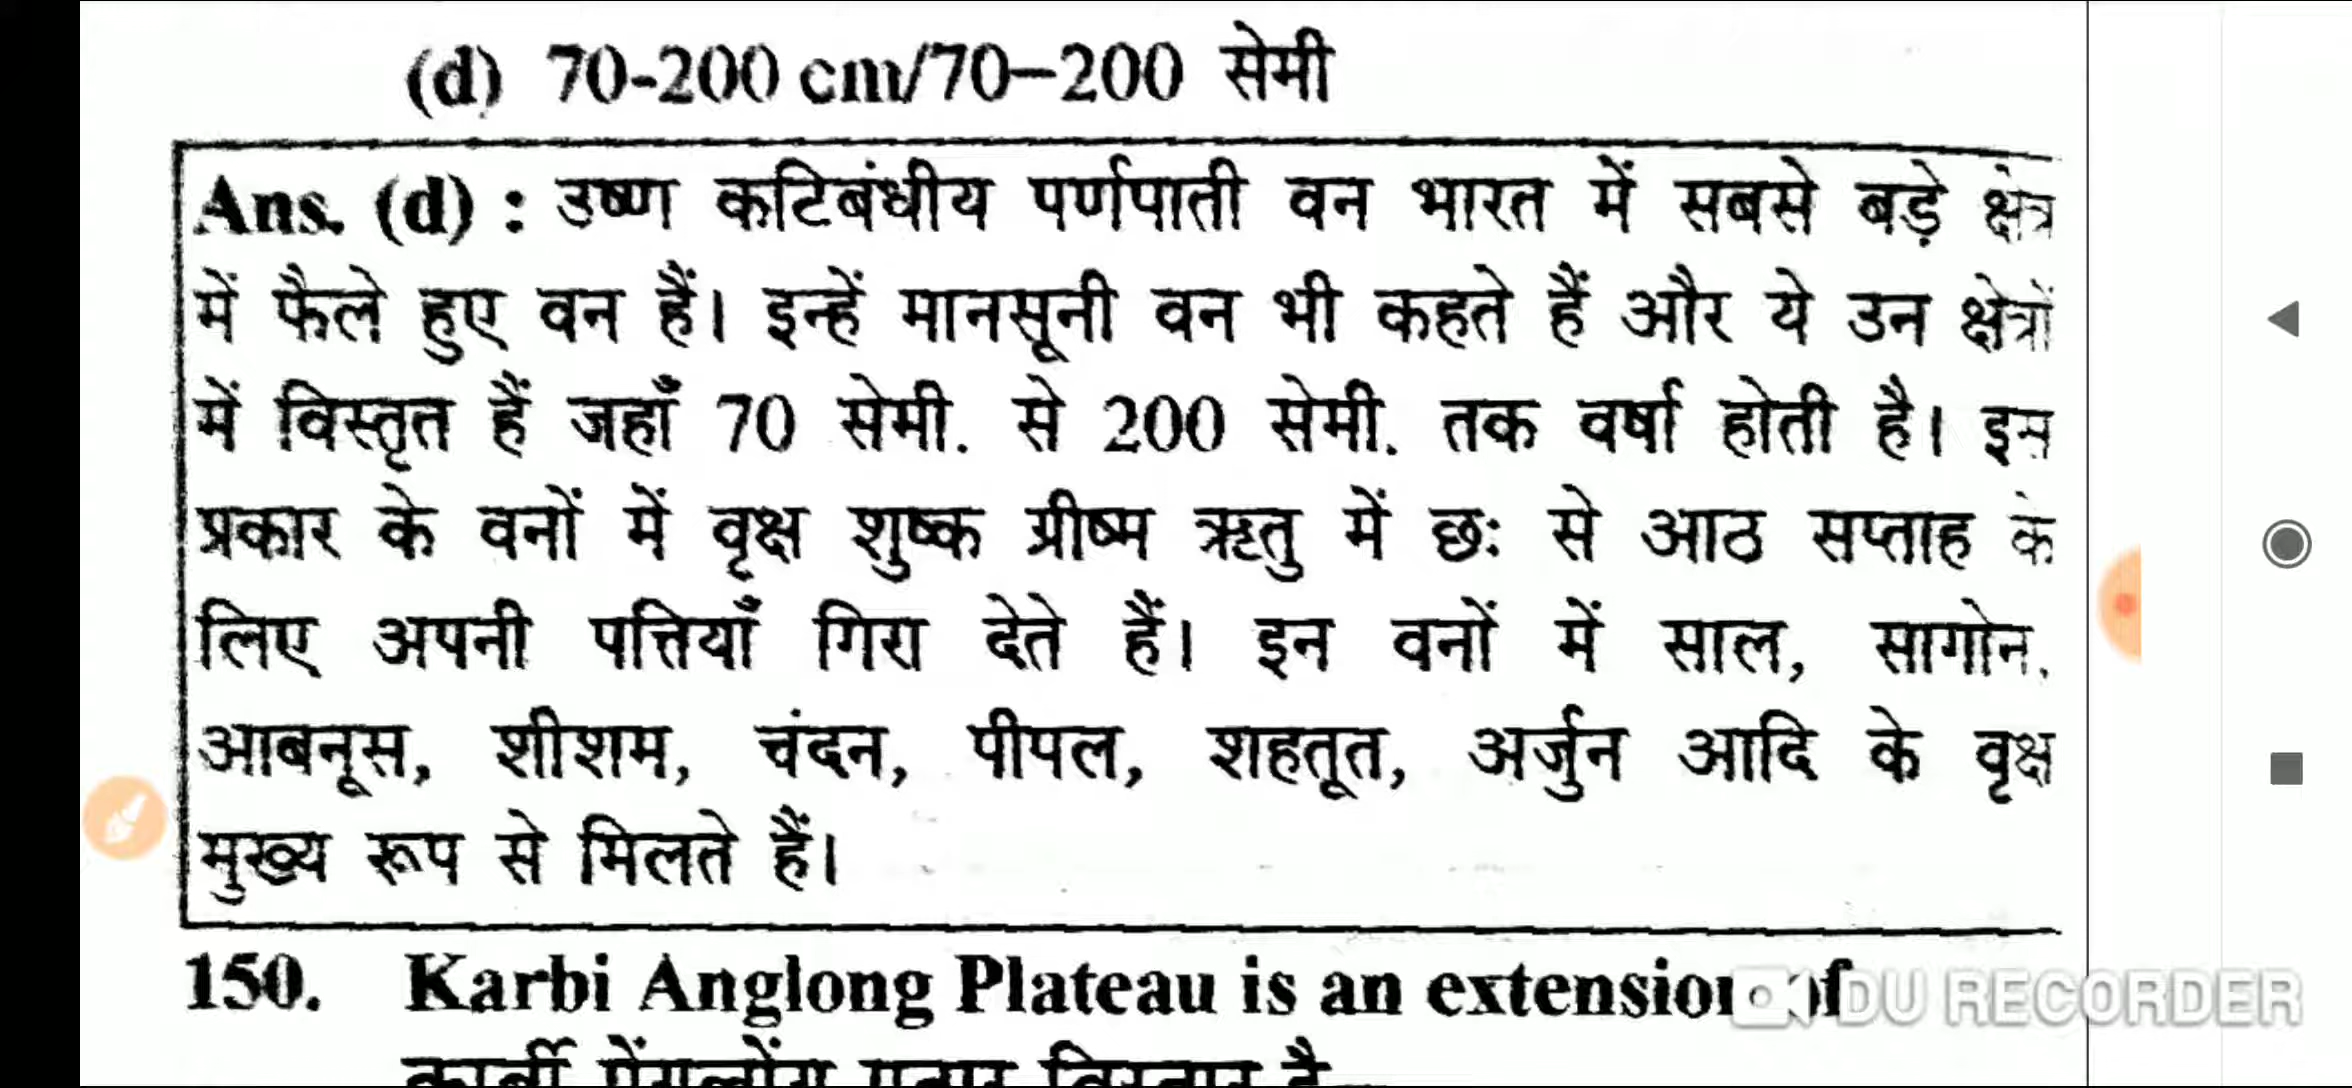 (d) 70-200 cm/70–200 सेमी
Ans. (d) : उष्ण कटिबंधीय पर्णपाती वन भारत में सबसे बड़े क्षेत्र
में फैले हुए वन हैं। इन्हें मानसूनी वन भी कहते हैं और ये उन क्षेत्रों
में विस्तृत हैं जहाँ 70 सेमी. से 200 सेमी. तक वर्षा होती है। इस
प्रकार के वनों में वृक्ष शुष्क ग्रीष्म ऋतु में छः से आठ सप्ताह के
लिए अपनी पत्तियाँ गिरा देते हैं। इन वनों में साल, सागोन,
आबनूस, शीशम, चंदन, पीपल, शहतूत, अर्जुन आदि के वृक्ष
मुख्य रूप से मिलते हैं।
150. Karbi Anglong Plateau is an extension of
DU RECORDER